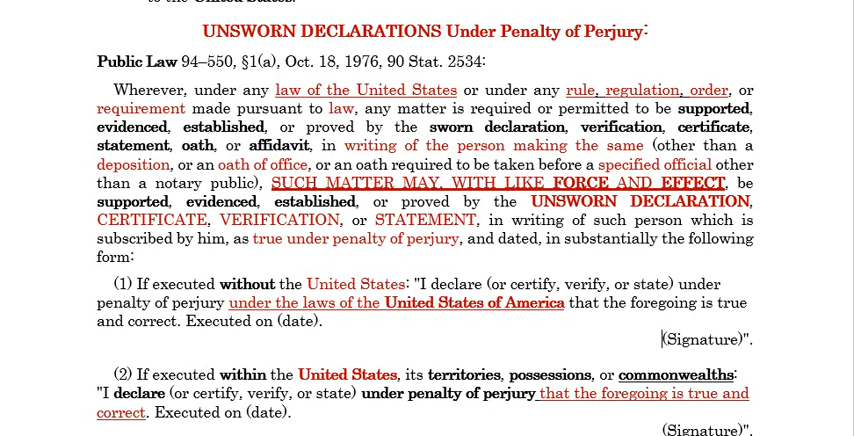 to the United States.
UNSWORN DECLARATIONS Under Penalty of Perjury:
Public Law 94–550, §1(a), Oct. 18, 1976, 90 Stat. 2534:
Wherever, under any law of the United States or under any rule, regulation, order, or
requirement made pursuant to law, any matter is required or permitted to be supported,
evidenced, established, or proved by the sworn declaration, verification, certificate,
statement, oath, or affidavit, in writing of the person making the same (other than a
deposition, or an oath of office, or an oath required to be taken before a specified official other
than a notary public), SUCH MATTER MAY, WITH LIKE FORCE AND EFFECT, be
supported, evidenced, established, or proved by the UNSWORN DECLARATION,
CERTIFICATE, VERIFICATION, or STATEMENT, in writing of such person which is
subscribed by him, as true under penalty of perjury, and dated, in substantially the following
form:
(1) If executed without the United States: "I declare (or certify, verify, or state) under
penalty of perjury under the laws of the United States of America that the foregoing is true
and correct. Executed on (date).
(Signature)".
(2) If executed within the United States, its territories, possessions, or commonwealths:
"I declare (or certify, verify, or state) under penalty of perjury that the foregoing is true and
correct. Executed on (date).
(Signature)".